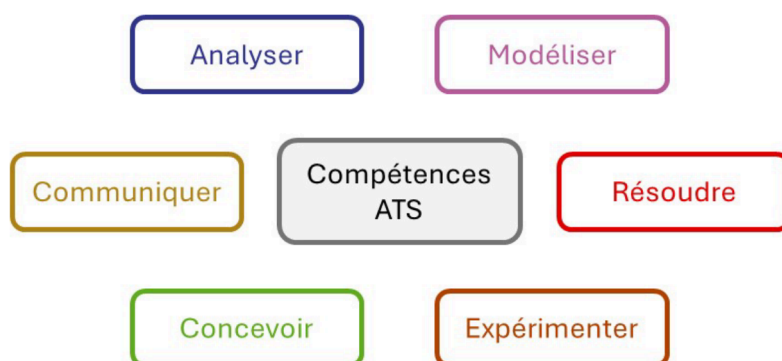 Analyser
Modéliser
Communiquer
Compétences
ATS
Résoudre
Concevoir
Expérimenter